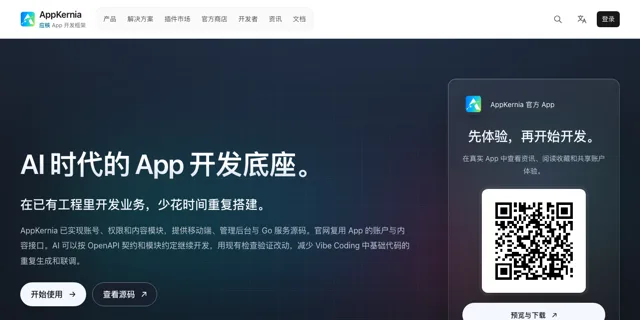 AppKernia
应核 App 开发框架
产品 解决方案 插件市场 官方商店 开发者 资讯 文档
登录
AI 时代的 App 开发底座。
在已有工程里开发业务，少花时间重复搭建。
AppKernia 已实现账号、权限和内容模块，提供移动端、管理后台与 Go 服务源码。官网复用 App 的账户与内
容接口。AI 可以按 OpenAPI 契约和模块约定继续开发，用现有检查验证改动，减少 Vibe Coding 中基础代码的
重复生成和联调。
开始使用 →
查看源码 ↗
AppKernia 官方 App
先体验，再开始开发。
在真实 App 中查看资讯、阅读收藏和共享账户
体验。
预览与下载 ↗